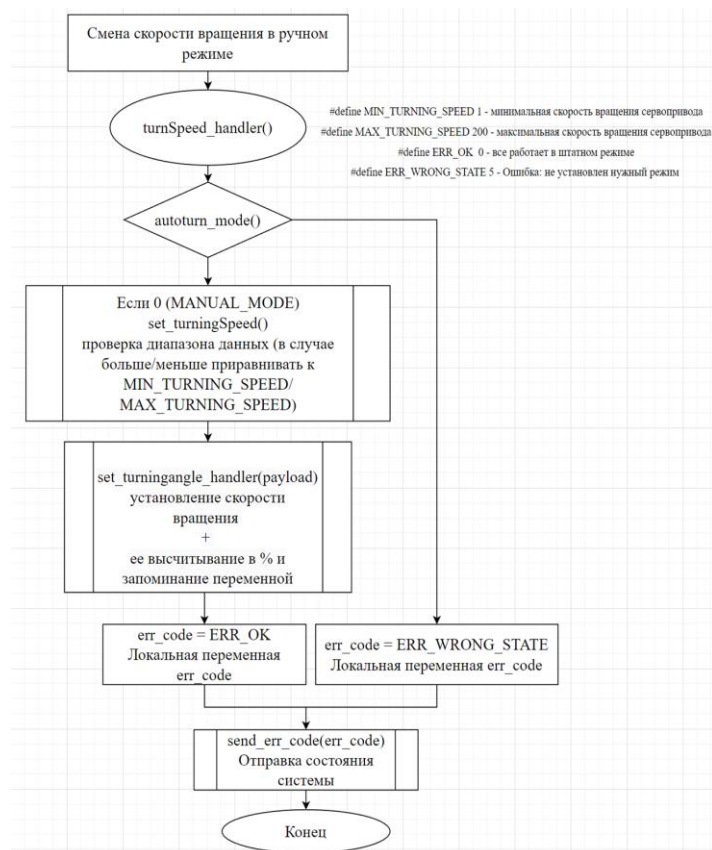 Смена скорости вращения в ручном
режиме
turnSpeed_handler()
#define MIN_TURNING_SPEED 1 - минимальная скорость вращения сервопривода
#define MAX_TURNING_SPEED 200 - максимальная скорость вращения сервопривода
#define ERR_OK 0 - все работает в штатном режиме
#define ERR_WRONG_STATE 5 - Ошибка: не установлен нужный режим
autoturn_mode()
Если 0 (MANUAL_MODE)
set_turningSpeed()
проверка диапазона данных (в случае
больше/меньше приравнивать к
MIN_TURNING_SPEED/
MAX_TURNING_SPEED)
set_turningangle_handler(payload)
установление скорости
вращения
+
ее высчитывание в % и
запоминание переменной
err_code = ERR_OK
Локальная переменная
err_code
err_code = ERR_WRONG_STATE
Локальная переменная err_code
send_err_code(err_code)
Отправка состояния
системы
Конец